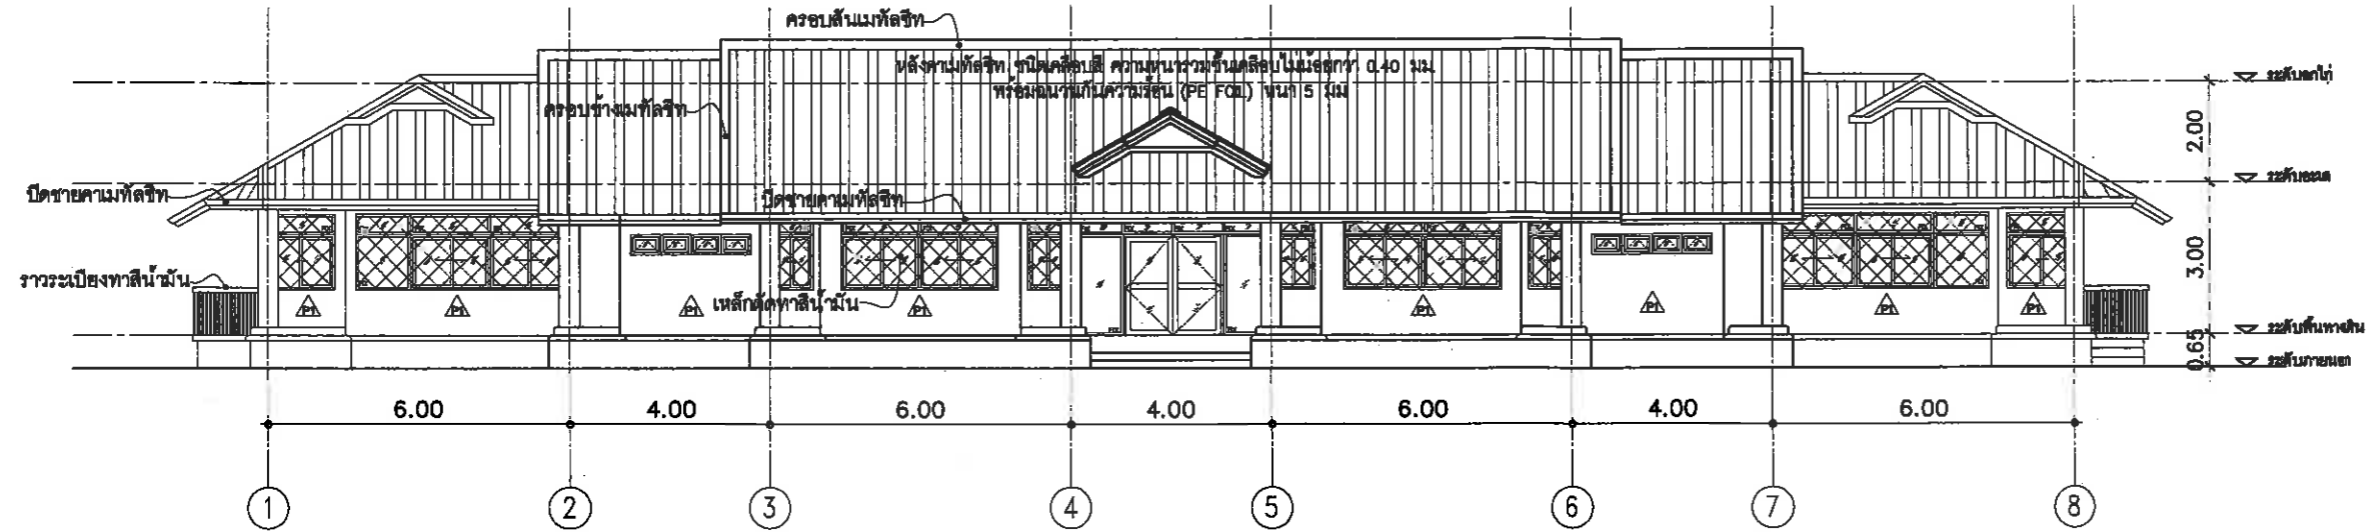 ครอบสันเมทัลชีท
หลังคาเมทัลชีท ชนิดเคลือบสี ความหนารวมชั้นเคลือบไม่น้อยกว่า 0.40 มม.
พร้อมฉนวนกันความร้อน (PE FOIL) หนา 5 มม
ระดับอกไก่
ครอบข้างเมทัลชีท
2.00
ระดับอะเส
ปิดชายคาเมทัลชีท
ปิดชายคาเมทัลชีท
3.00
ราวระเบียงทาสีน้ำมัน
เหล็กดัดทาสีน้ำมัน
P1 P1 P1 P1 P1 P1 P1 P1
ระดับพื้นทางเดิน
0.65
ระดับภายนอก
6.00 4.00 6.00 4.00 6.00 4.00 6.00
1 2 3 4 5 6 7 8